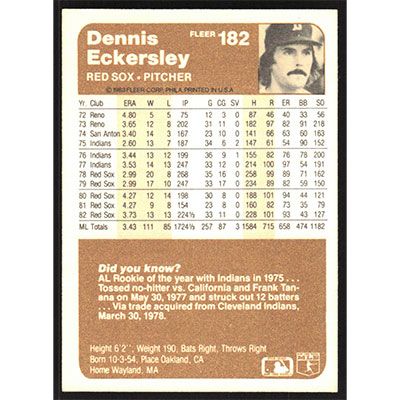 Dennis
Eckersley
FLEER 182
RED SOX • PITCHER
© 1983 FLEER CORP., PHILA. PRINTED IN U.S.A.
Yr. Club ERA W L IP G CG SV H R ER BB SO
72 Reno 4.80 5 5 75 12 3 0 87 46 40 33 56
73 Reno 3.65 12 8 202 31 11 0 182 97 82 91 218
74 San Antonio 3.40 14 3 167 23 10 0 141 66 63 60 163
75 Indians 2.60 13 7 187 34 6 2 147 61 54 90 152
76 Indians 3.44 13 12 199 36 9 1 155 82 76 78 200
77 Indians 3.53 14 13 247 33 12 0 214 100 97 54 191
78 Red Sox 2.99 20 8 268 35 16 0 258 99 89 71 162
79 Red Sox 2.99 17 10 247 33 17 0 234 89 82 59 150
80 Red Sox 4.27 12 14 198 30 8 0 188 101 94 44 121
81 Red Sox 4.27 9 8 154 23 8 0 160 82 73 35 79
82 Red Sox 3.73 13 13 224⅓ 33 11 0 228 101 93 43 127
ML Totals 3.43 111 85 1724⅓ 257 87 3 1584 715 658 474 1182
Did you know?
AL Rookie of the year with Indians in 1975 . . .
Tossed no-hitter vs. California and Frank Tan-
ana on May 30, 1977 and struck out 12 batters
. . . Via trade acquired from Cleveland Indians,
March 30, 1978.
Height 6'2", Weight 190, Bats Right, Throws Right
Born 10-3-54, Place Oakland, CA
Home Wayland, MA